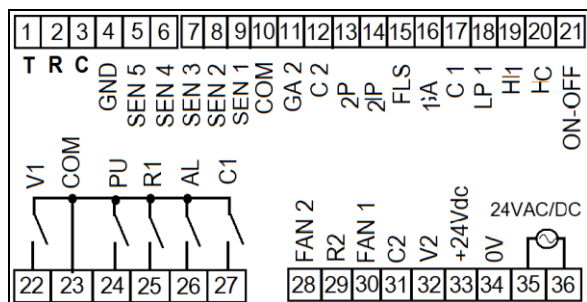 1 2 3 4 5 6 7 8 9 10 11 12 13 14 15 16 17 18 19 20 21
T R C GND SEN 5 SEN 4 SEN 3 SEN 2 SEN 1 COM GA 2 C 2 2P FLS C 1 LP 1 ON-OFF
V1 COM PU R1 AL C1
FAN 2 R2 FAN 1 C2 V2 +24Vdc 0V 24VAC/DC
22 23 24 25 26 27 28 29 30 31 32 33 34 35 36